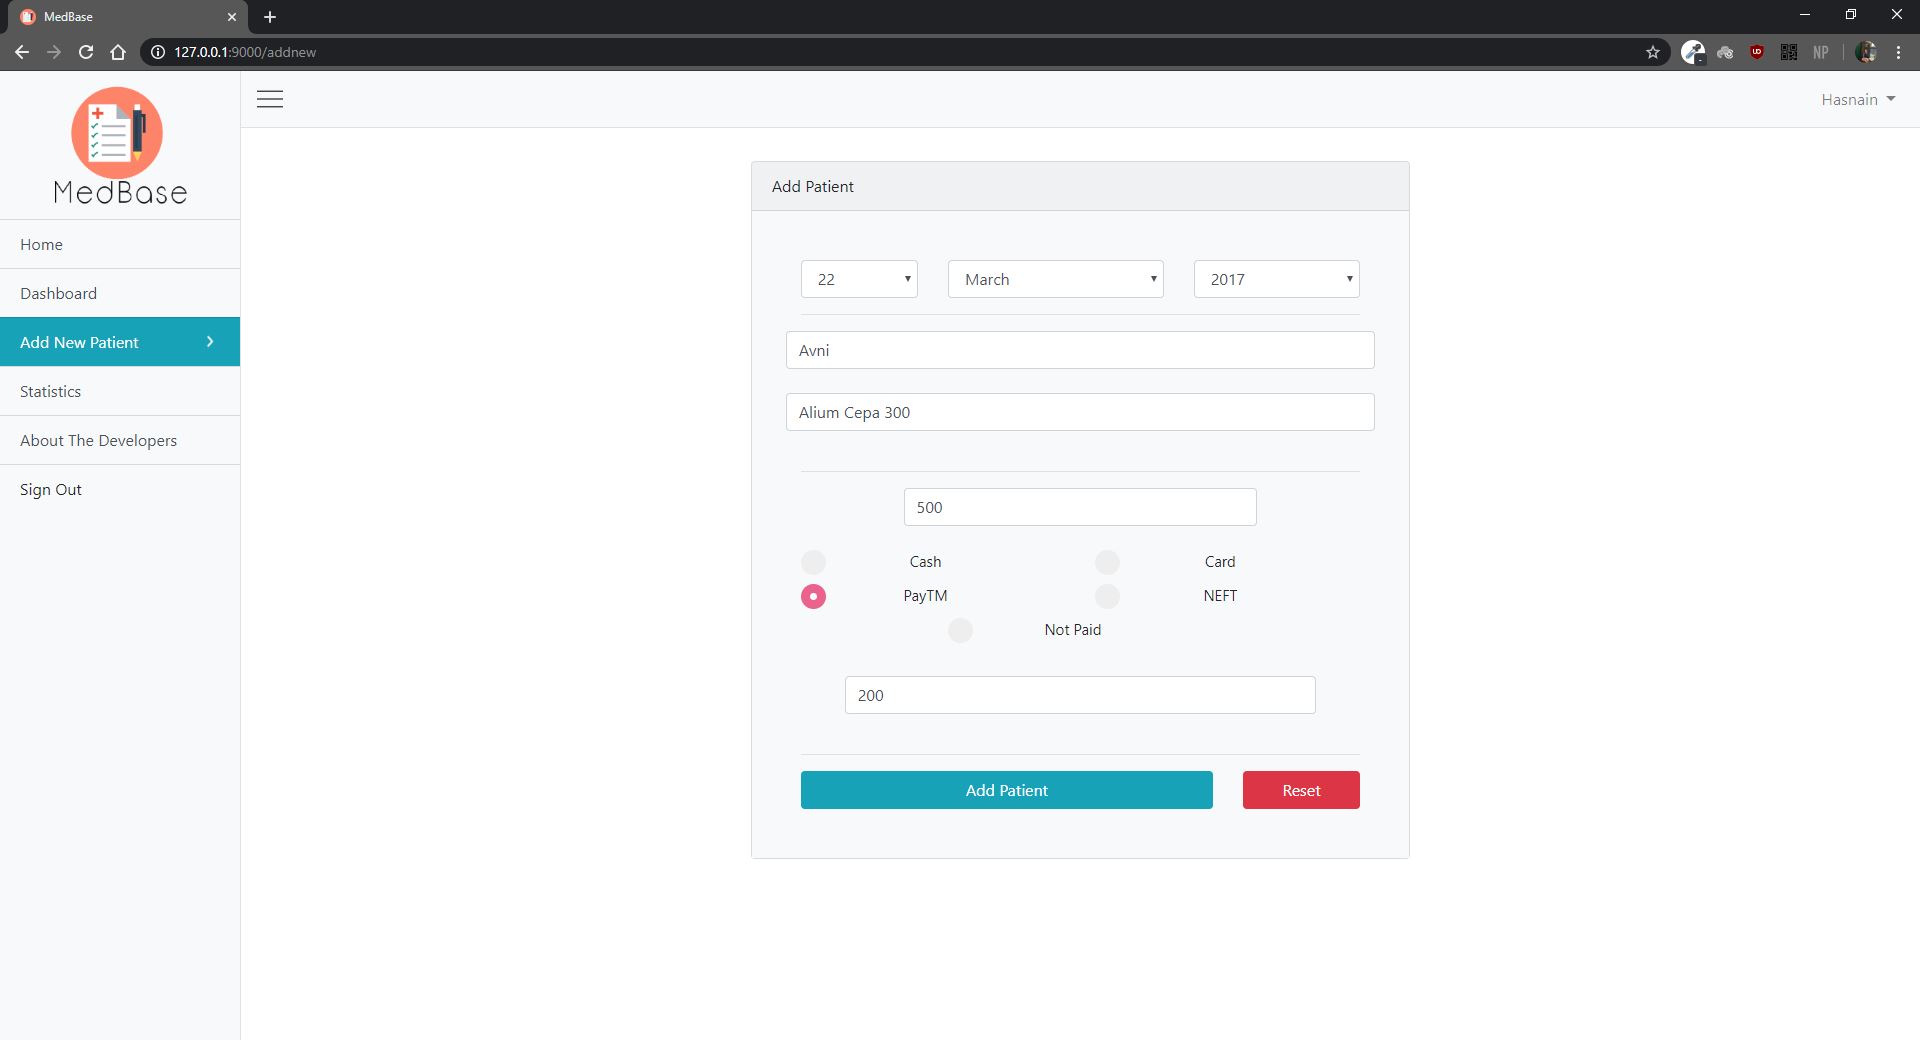 MedBase
127.0.0.1:9000/addnew
UD
NP
MedBase
Hasnain
Home
Dashboard
Add New Patient
Statistics
About The Developers
Sign Out
Add Patient
22 March 2017
Avni
Alium Cepa 300
500
Cash Card
PayTM NEFT
Not Paid
200
Add Patient Reset